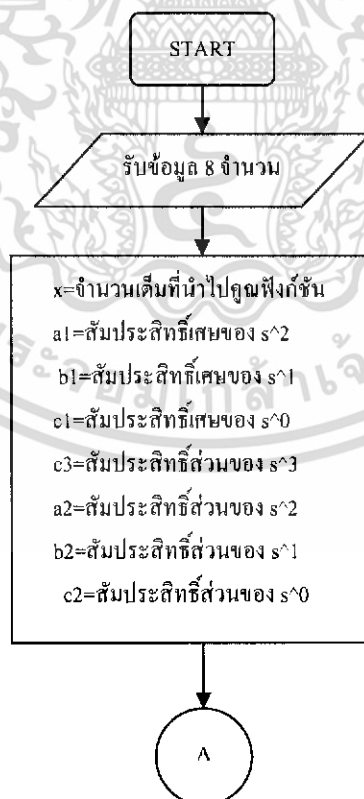 START
รับข้อมูล 8 จำนวน
x=จำนวนเต็มที่นำไปคูณฟังก์ชัน
a1=สัมประสิทธิ์เศษของ s^2
b1=สัมประสิทธิ์เศษของ s^1
c1=สัมประสิทธิ์เศษของ s^0
c3=สัมประสิทธิ์ส่วนของ s^3
a2=สัมประสิทธิ์ส่วนของ s^2
b2=สัมประสิทธิ์ส่วนของ s^1
c2=สัมประสิทธิ์ส่วนของ s^0
A